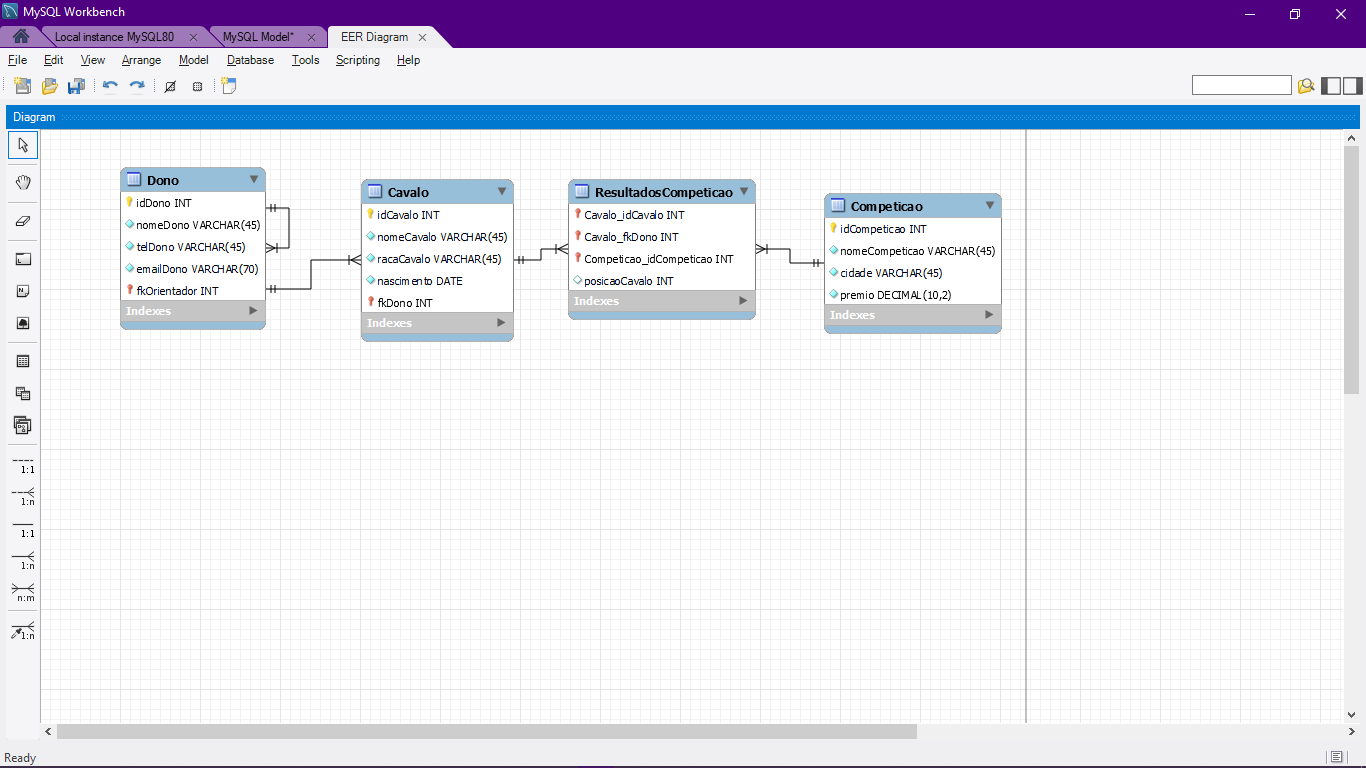 MySQL Workbench
Local instance MySQL80
MySQL Model*
EER Diagram
File Edit View Arrange Model Database Tools Scripting Help
Diagram
Dono
idDono INT
nomeDono VARCHAR(45)
telDono VARCHAR(45)
emailDono VARCHAR(70)
fkOrientador INT
Indexes
Cavalo
idCavalo INT
nomeCavalo VARCHAR(45)
racaCavalo VARCHAR(45)
nascimento DATE
fkDono INT
Indexes
ResultadosCompeticao
Cavalo_idCavalo INT
Cavalo_fkDono INT
Competicao_idCompeticao INT
posicaoCavalo INT
Indexes
Competicao
idCompeticao INT
nomeCompeticao VARCHAR(45)
cidade VARCHAR(45)
premio DECIMAL(10,2)
Indexes
1:1
1:n
1:1
1:n
n:m
1:n
Ready